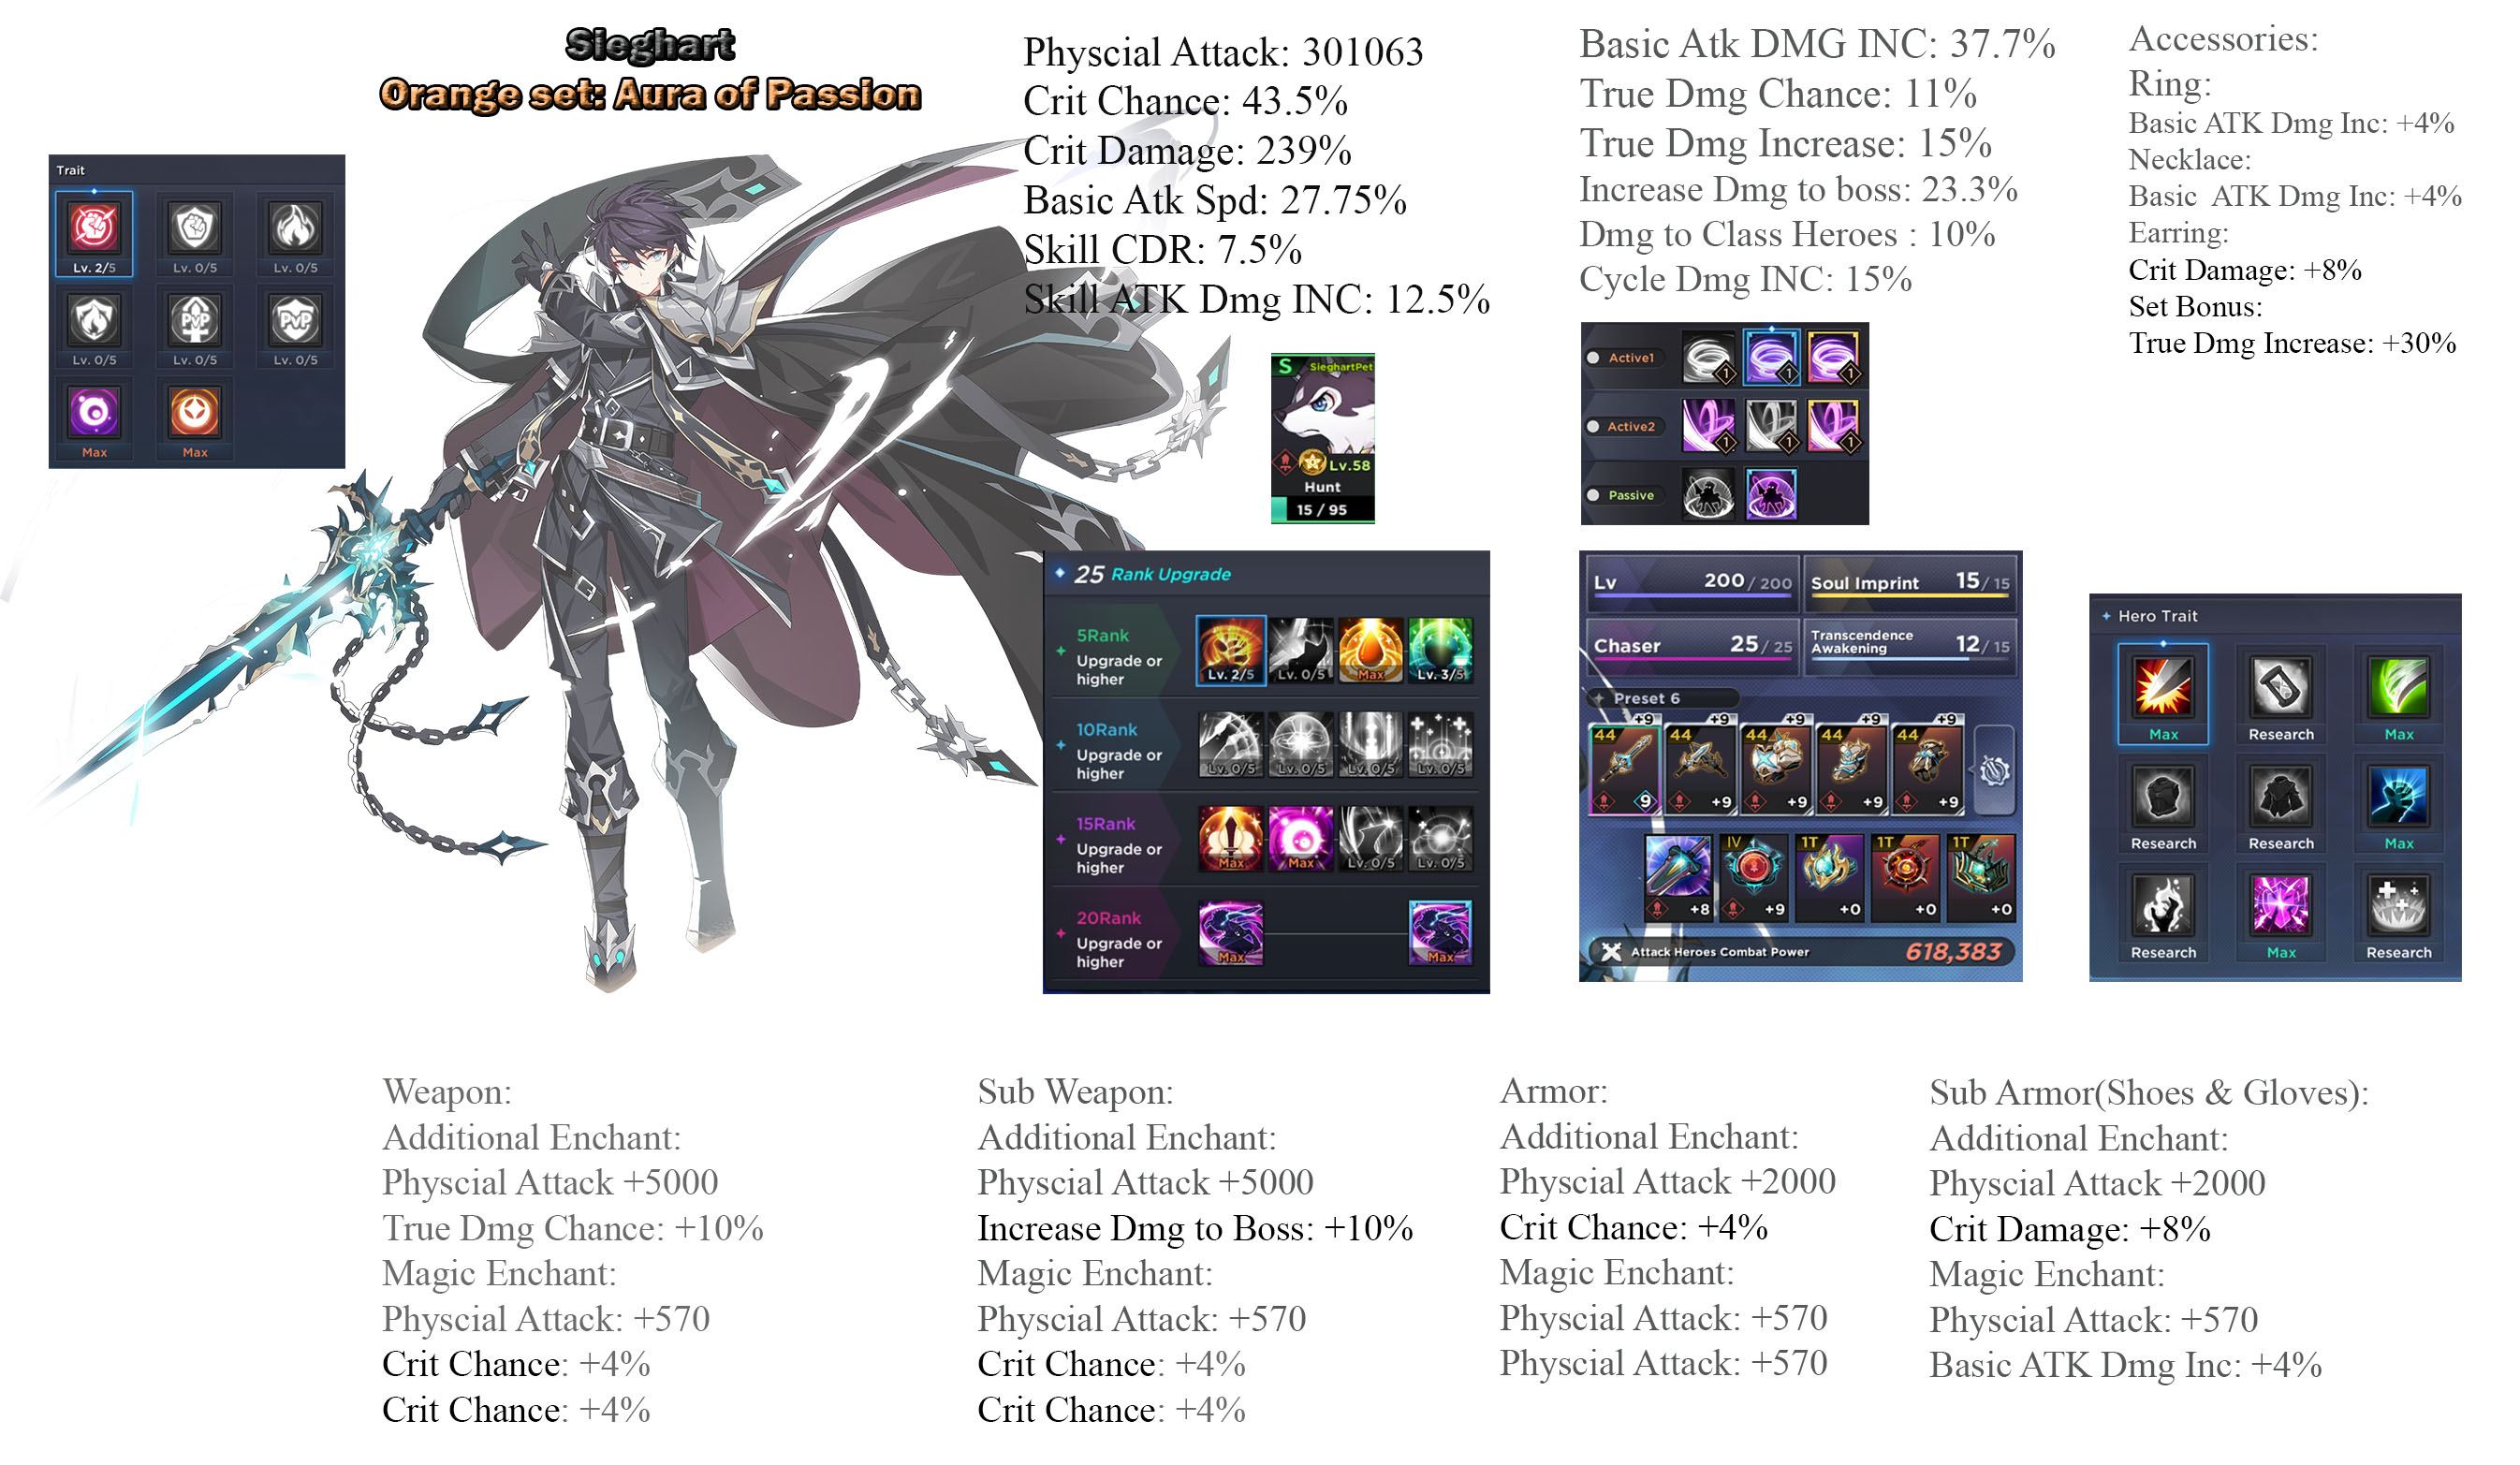 Sieghart
Orange set: Aura of Passion
Physcial Attack: 301063
Crit Chance: 43.5%
Crit Damage: 239%
Basic Atk Spd: 27.75%
Skill CDR: 7.5%
Skill ATK Dmg INC: 12.5%
Basic Atk DMG INC: 37.7%
True Dmg Chance: 11%
True Dmg Increase: 15%
Increase Dmg to boss: 23.3%
Dmg to Class Heroes : 10%
Cycle Dmg INC: 15%
Accessories:
Ring:
Basic ATK Dmg Inc: +4%
Necklace:
Basic ATK Dmg Inc: +4%
Earring:
Crit Damage: +8%
Set Bonus:
True Dmg Increase: +30%
Trait
Lv. 2/5 Lv. 0/5 Lv. 0/5
Lv. 0/5 Lv. 0/5 Lv. 0/5
PvP PvP
Max Max
S SieghartPet
Lv.58
Hunt
15 / 95
Active1 1 1 1
Active2 1 1 1
Passive
25 Rank Upgrade
5Rank
Upgrade or
higher
Lv. 2/5 Lv. 0/5 Max Lv. 3/5
10Rank
Upgrade or
higher
Lv. 0/5 Lv. 0/5 Lv. 0/5 Lv. 0/5
15Rank
Upgrade or
higher
Max Max Lv. 0/5 Lv. 0/5
20Rank
Upgrade or
higher
Max Max
Lv 200 / 200
Soul Imprint 15 / 15
Chaser 25 / 25
Transcendence
Awakening 12 / 15
Preset 6
+9 +9 +9 +9 +9
44 44 44 44 44
9 +9 +9 +9 +9
IV 1T 1T 1T
+8 +9 +0 +0 +0
Attack Heroes Combat Power 618,383
Hero Trait
Max Research Max
Research Research Max
Research Max Research
Weapon:
Additional Enchant:
Physcial Attack +5000
True Dmg Chance: +10%
Magic Enchant:
Physcial Attack: +570
Crit Chance: +4%
Crit Chance: +4%
Sub Weapon:
Additional Enchant:
Physcial Attack +5000
Increase Dmg to Boss: +10%
Magic Enchant:
Physcial Attack: +570
Crit Chance: +4%
Crit Chance: +4%
Armor:
Additional Enchant:
Physcial Attack +2000
Crit Chance: +4%
Magic Enchant:
Physcial Attack: +570
Physcial Attack: +570
Sub Armor(Shoes & Gloves):
Additional Enchant:
Physcial Attack +2000
Crit Damage: +8%
Magic Enchant:
Physcial Attack: +570
Basic ATK Dmg Inc: +4%